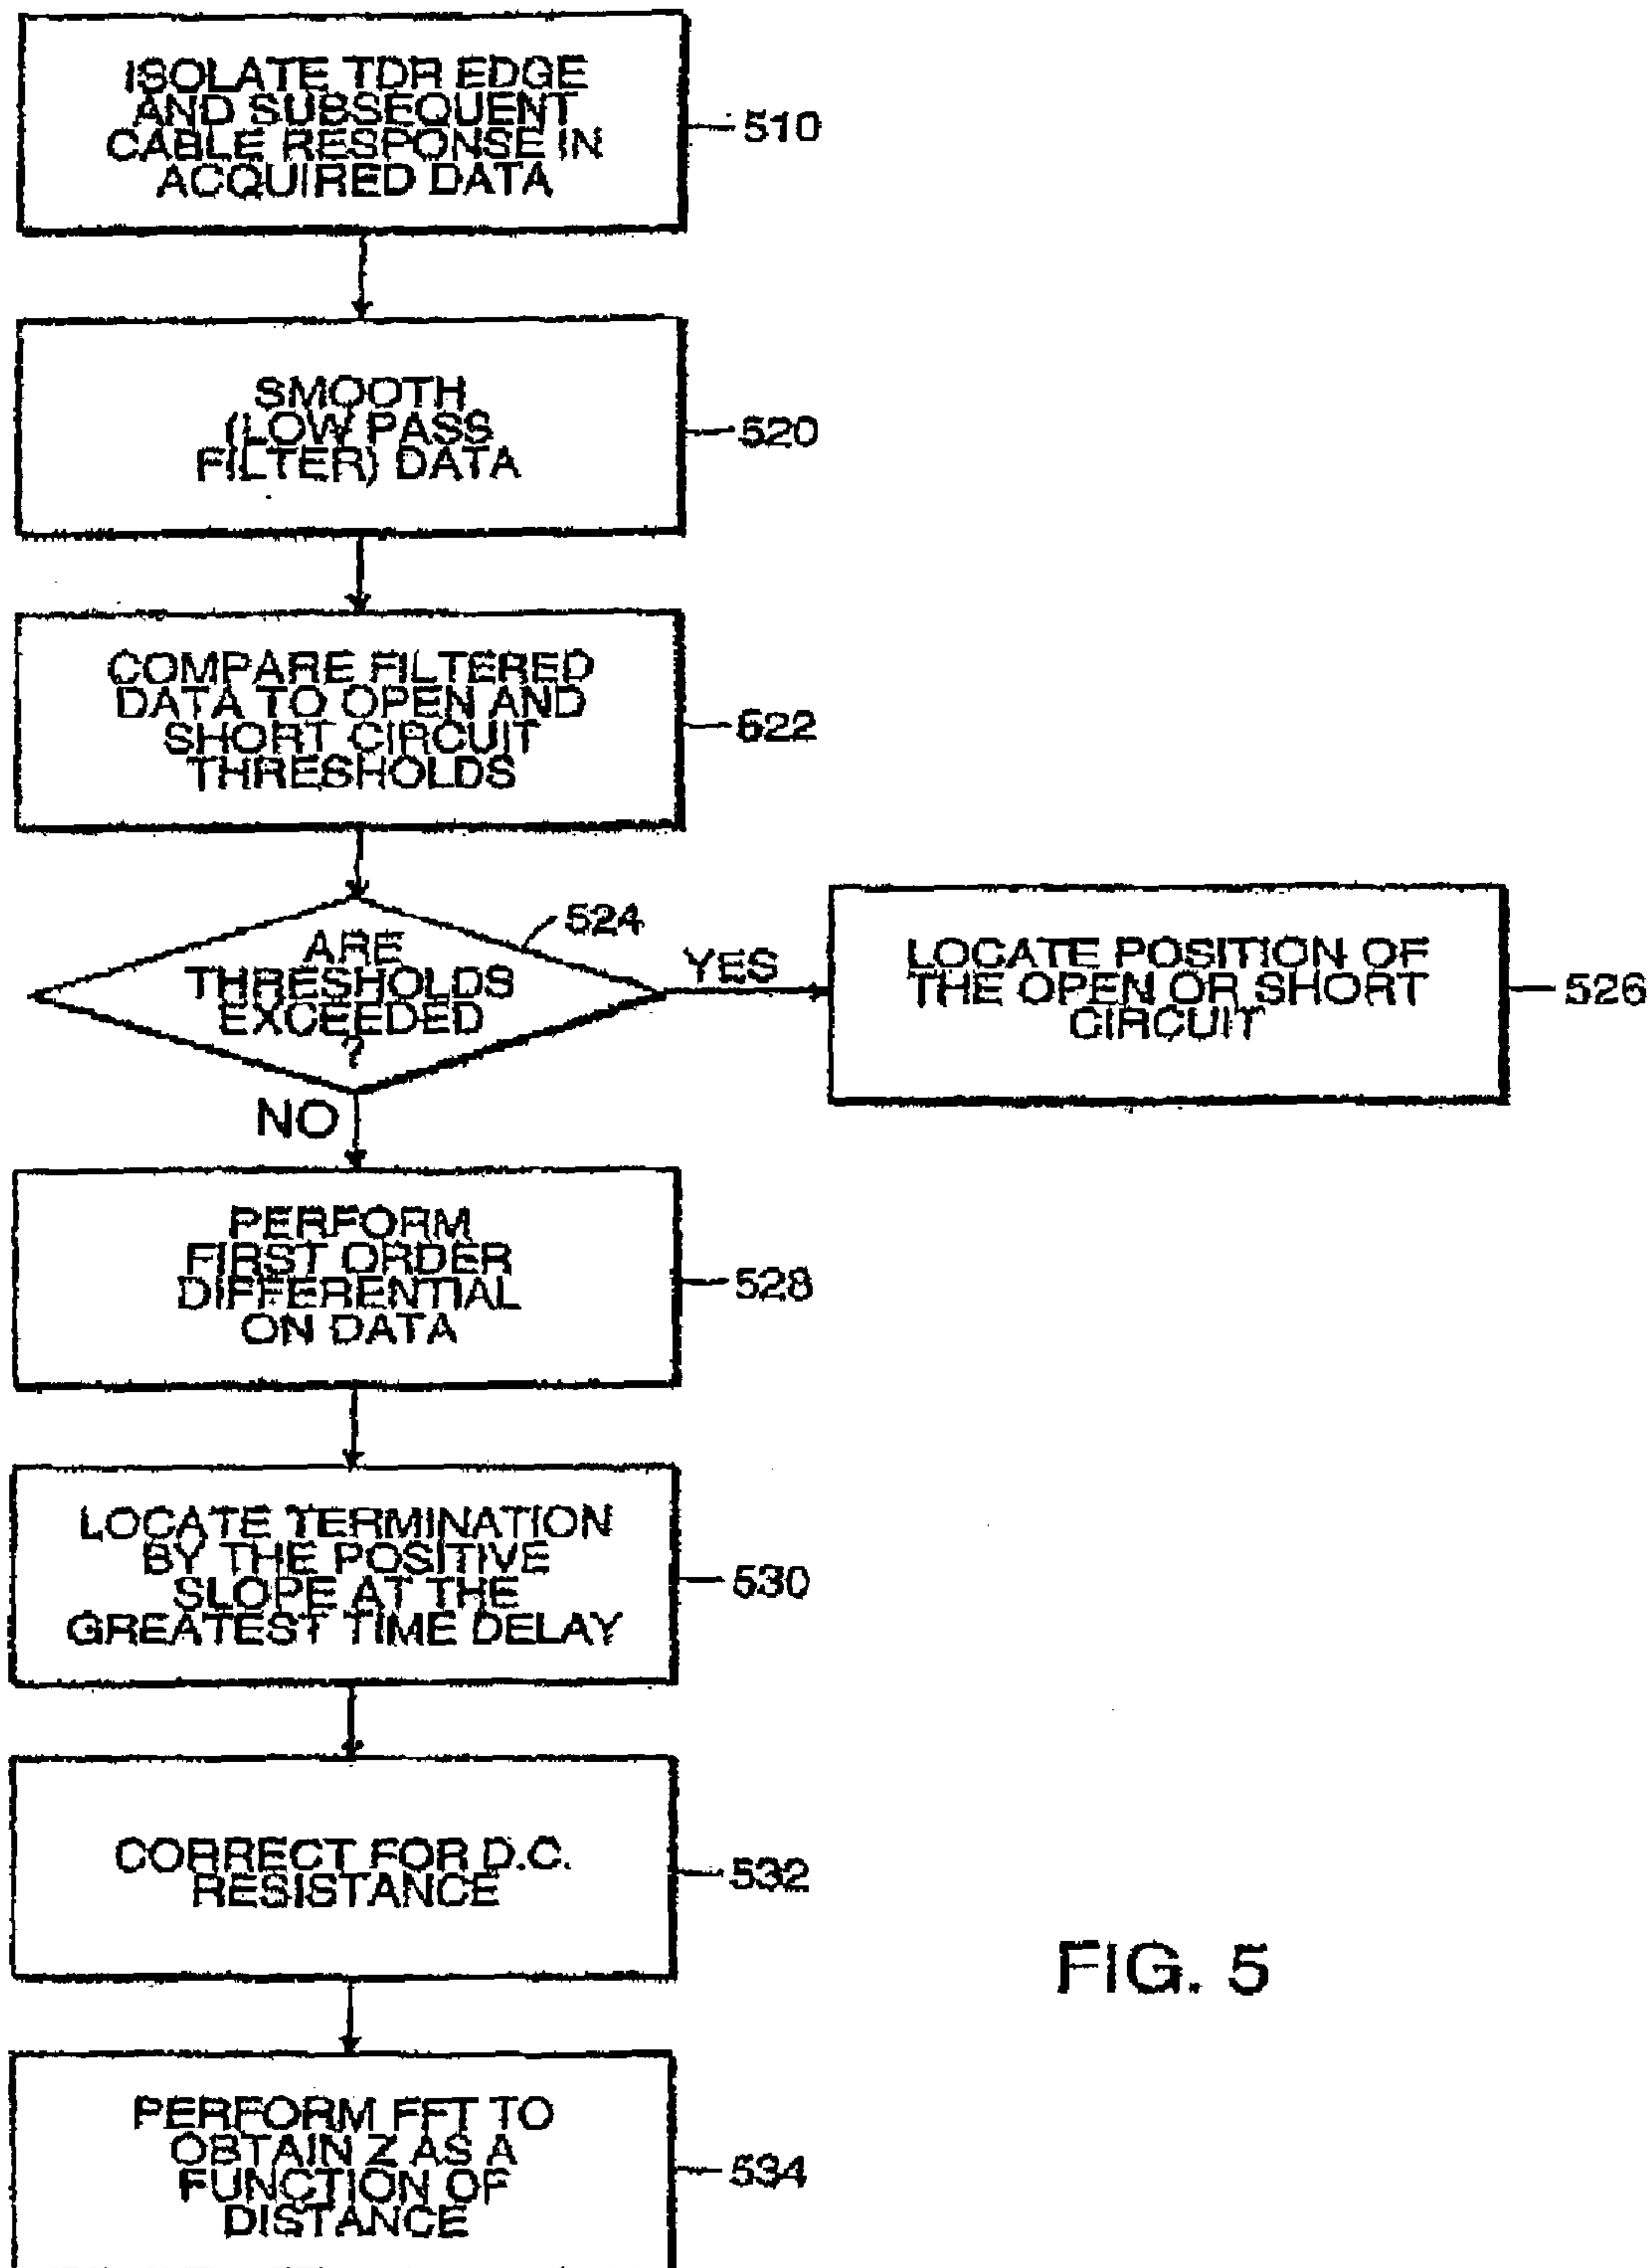 ISOLATE TDR EDGE
AND SUBSEQUENT
CABLE RESPONSE IN
ACQUIRED DATA
510
SMOOTH
(LOW PASS
FILTER) DATA
520
COMPARE FILTERED
DATA TO OPEN AND
SHORT CIRCUIT
THRESHOLDS
522
ARE
THRESHOLDS
EXCEEDED
?
524
YES
LOCATE POSITION OF
THE OPEN OR SHORT
CIRCUIT
526
NO
PERFORM
FIRST ORDER
DIFFERENTIAL
ON DATA
528
LOCATE TERMINATION
BY THE POSITIVE
SLOPE AT THE
GREATEST TIME DELAY
530
CORRECT FOR D.C.
RESISTANCE
532
PERFORM FFT TO
OBTAIN Z AS A
FUNCTION OF
DISTANCE
534
FIG. 5